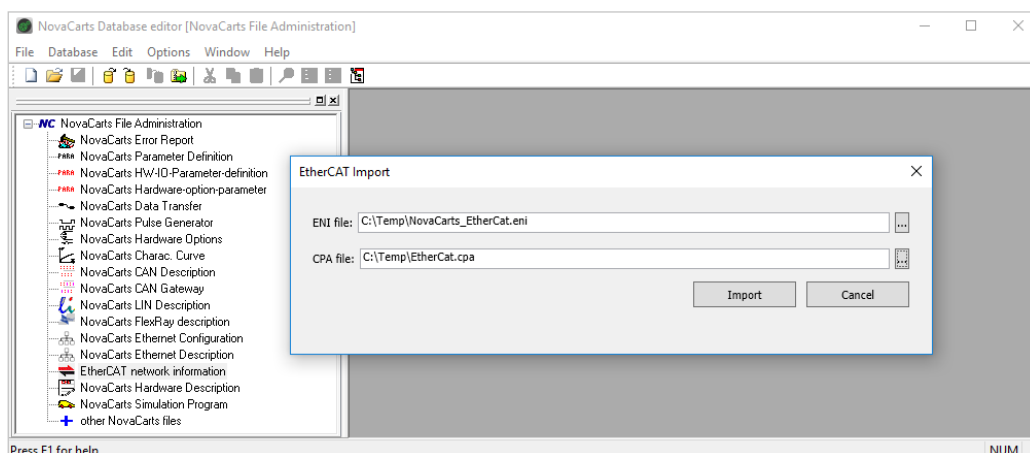 NovaCarts Database editor [NovaCarts File Administration]
File Database Edit Options Window Help
NC NovaCarts File Administration
NovaCarts Error Report
PARA NovaCarts Parameter Definition
PARA NovaCarts HW-IO-Parameter-definition
PARA NovaCarts Hardware-option-parameter
NovaCarts Data Transfer
NovaCarts Pulse Generator
NovaCarts Hardware Options
NovaCarts Charac. Curve
NovaCarts CAN Description
NovaCarts CAN Gateway
NovaCarts LIN Description
NovaCarts FlexRay description
NovaCarts Ethernet Configuration
NovaCarts Ethernet Description
EtherCAT network information
NovaCarts Hardware Description
NovaCarts Simulation Program
other NovaCarts files
EtherCAT Import
ENI file: C:\Temp\NovaCarts_EtherCat.eni ...
CPA file: C:\Temp\EtherCat.cpa ...
Import Cancel
Press F1 for help NUM